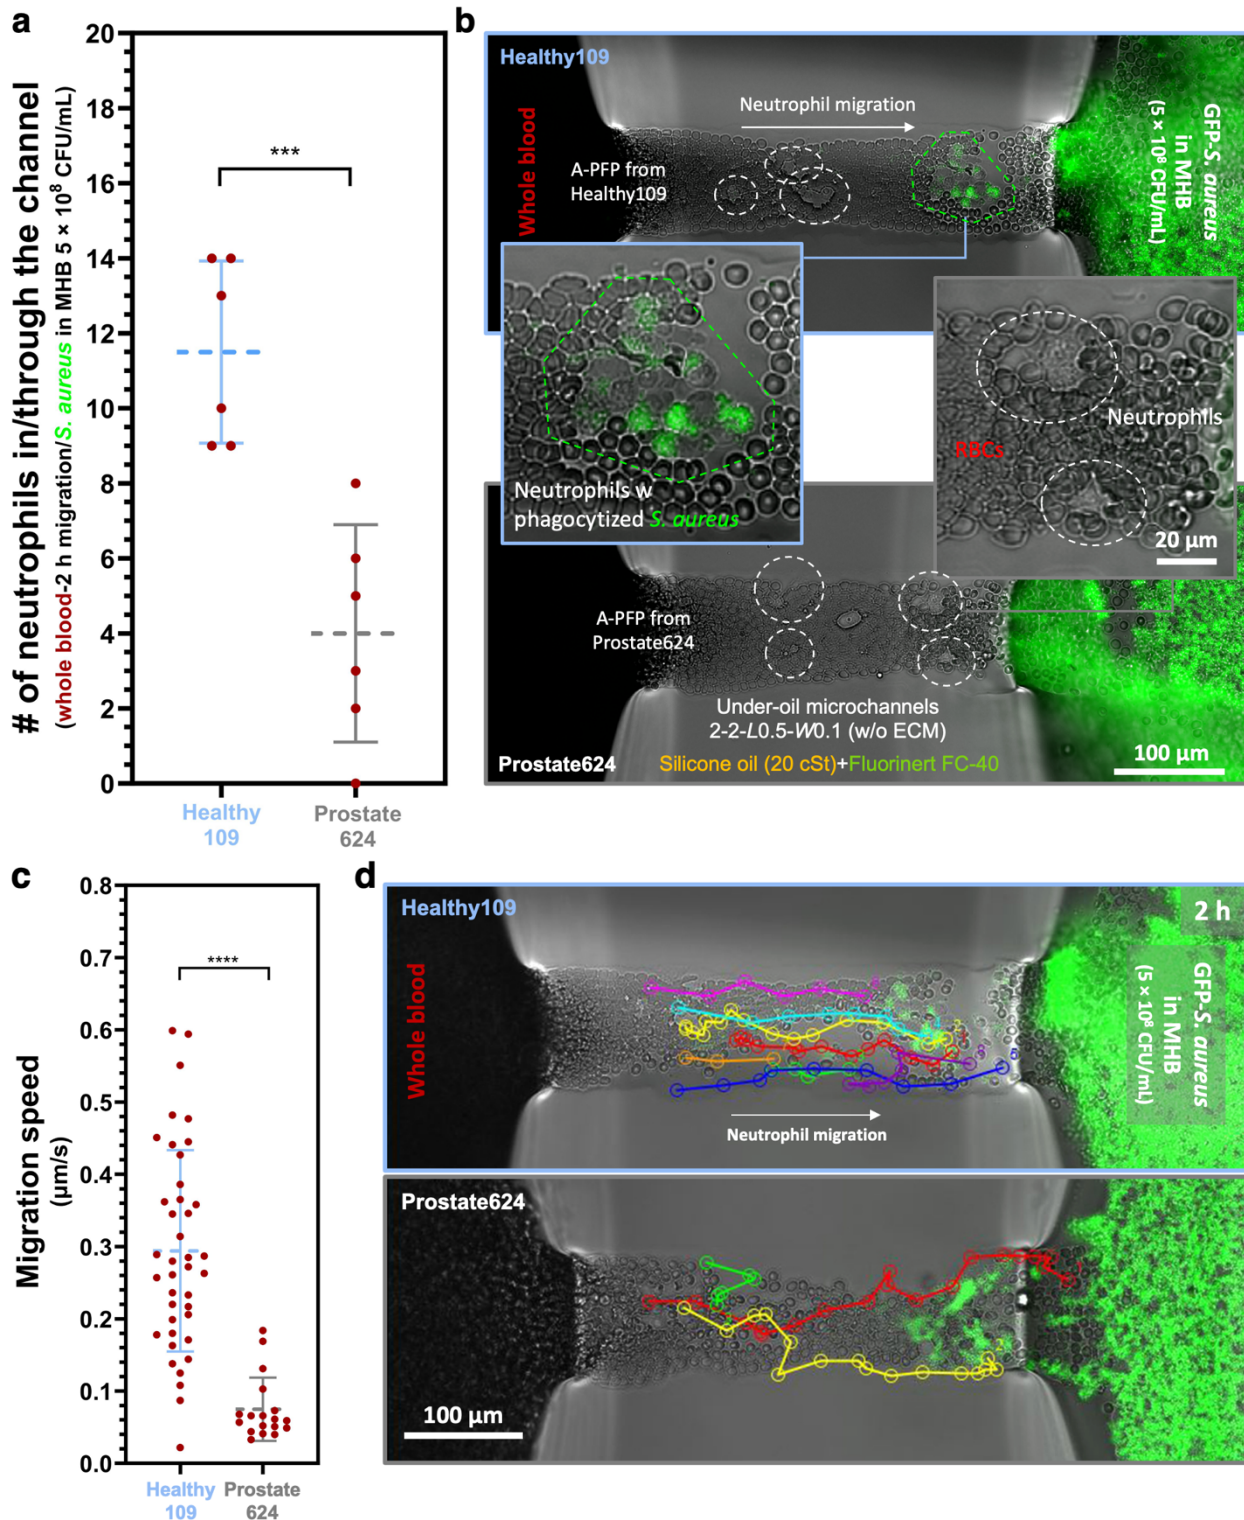 a
# of neutrophils in/through the channel
(whole blood-2 h migration/S. aureus in MHB 5 × 10⁸ CFU/mL)
20
18
16
14
12
10
8
6
4
2
0
***
Healthy
109
Prostate
624
b
Healthy109
Whole blood
Neutrophil migration
A-PFP from
Healthy109
GFP-S. aureus
in MHB
(5 × 10⁸ CFU/mL)
Neutrophils w
phagocytized S. aureus
Neutrophils
RBCs
20 µm
A-PFP from
Prostate624
Under-oil microchannels
2-2-L0.5-W0.1 (w/o ECM)
Silicone oil (20 cSt)+Fluorinert FC-40
Prostate624
100 µm
c
Migration speed
(µm/s)
0.8
0.7
0.6
0.5
0.4
0.3
0.2
0.1
0.0
****
Healthy
109
Prostate
624
d
Healthy109
2 h
Whole blood
GFP-S. aureus
in MHB
(5 × 10⁸ CFU/mL)
Neutrophil migration
Prostate624
100 µm